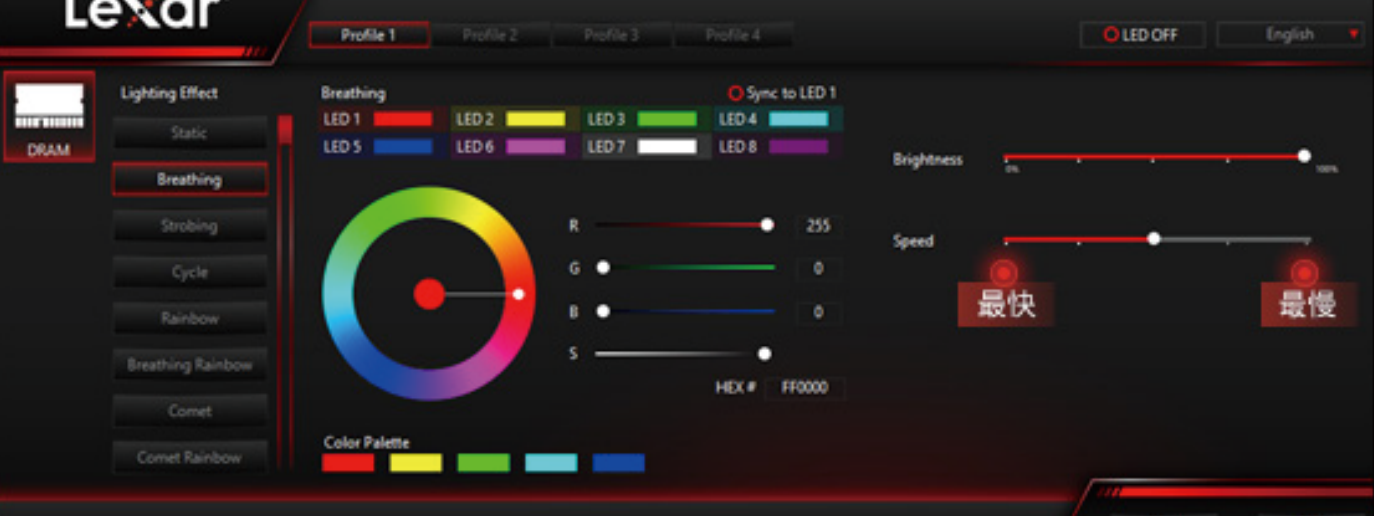 Lexar
Profile 1 Profile 2 Profile 3 Profile 4 LED OFF English
DRAM
Lighting Effect
Static
Breathing
Strobing
Cycle
Rainbow
Breathing Rainbow
Comet
Comet Rainbow
Breathing Sync to LED 1
LED 1 LED 2 LED 3 LED 4
LED 5 LED 6 LED 7 LED 8
R 255
G 0
B 0
S
HEX # FF0000
Color Palette
Brightness
0% 100%
Speed
最快 最慢